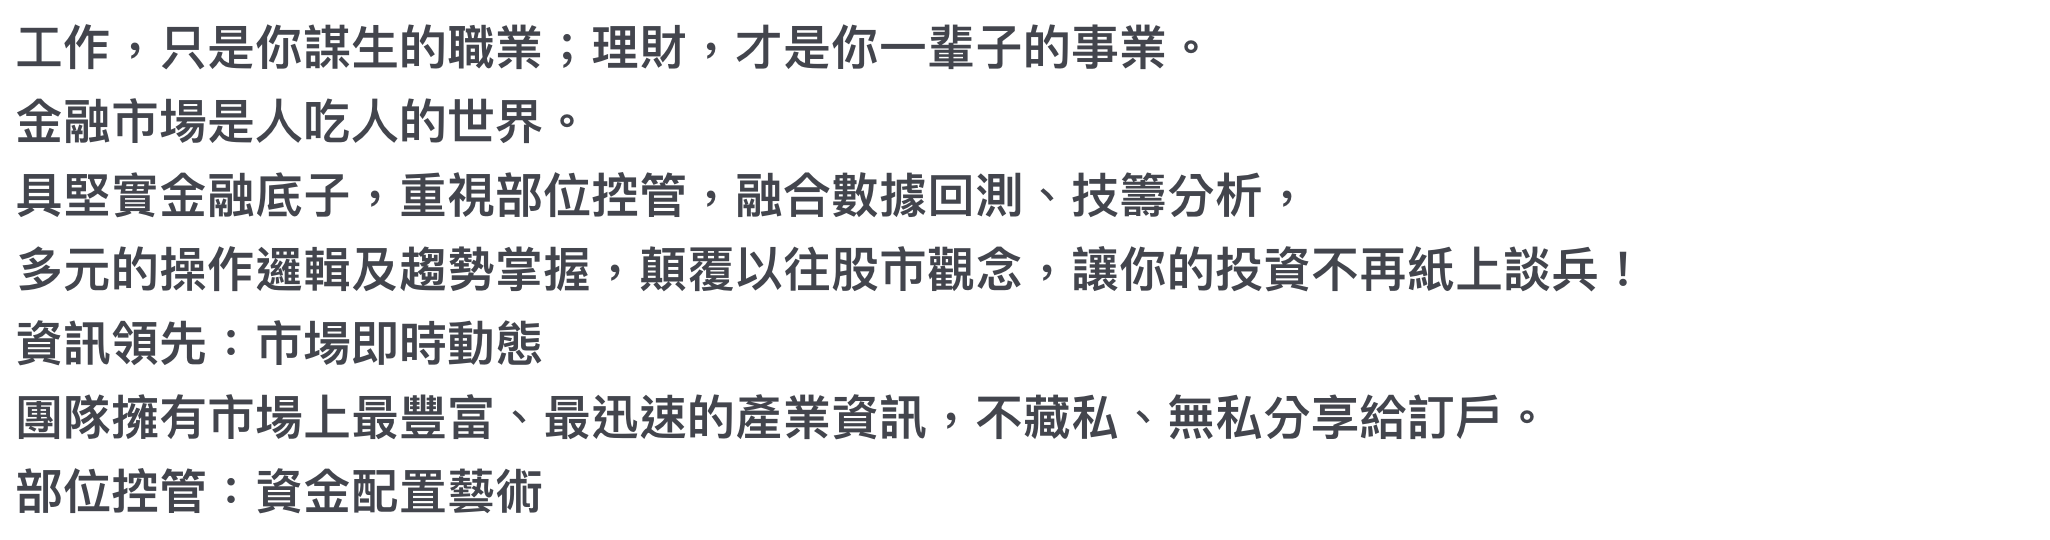 工作，只是你謀生的職業；理財，才是你一輩子的事業。
金融市場是人吃人的世界。
具堅實金融底子，重視部位控管，融合數據回測、技籌分析，
多元的操作邏輯及趨勢掌握，顛覆以往股市觀念，讓你的投資不再紙上談兵！
資訊領先：市場即時動態
團隊擁有市場上最豐富、最迅速的產業資訊，不藏私、無私分享給訂戶。
部位控管：資金配置藝術